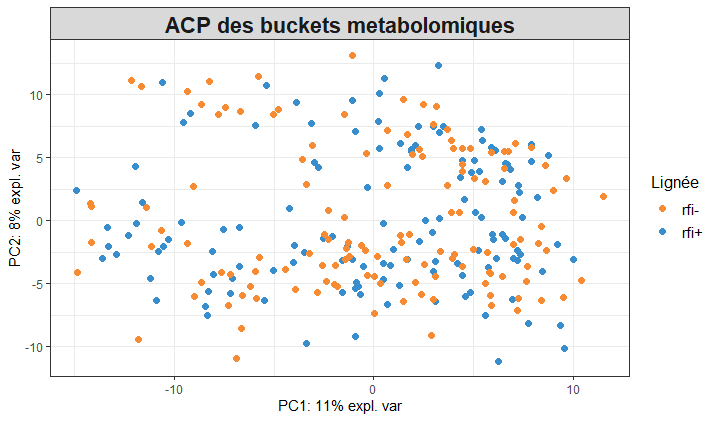 ACP des buckets metabolomiques
PC2: 8% expl. var
10
5
0
-5
-10
-10
0
10
PC1: 11% expl. var
Lignée
rfi-
rfi+